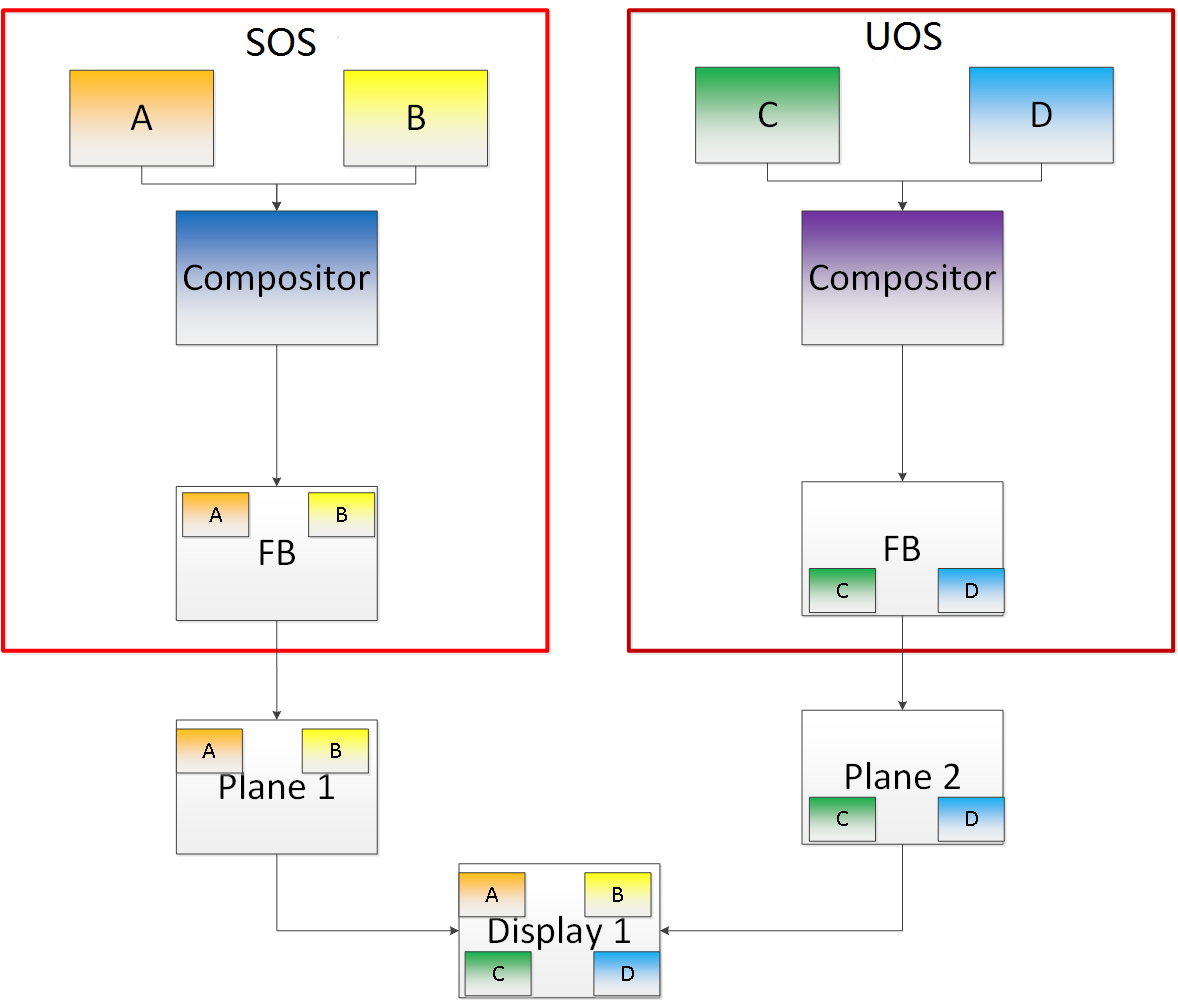 SOS
UOS
A
B
C
D
Compositor
Compositor
A
B
FB
FB
C
D
A
B
Plane 1
Plane 2
C
D
A
B
Display 1
C
D